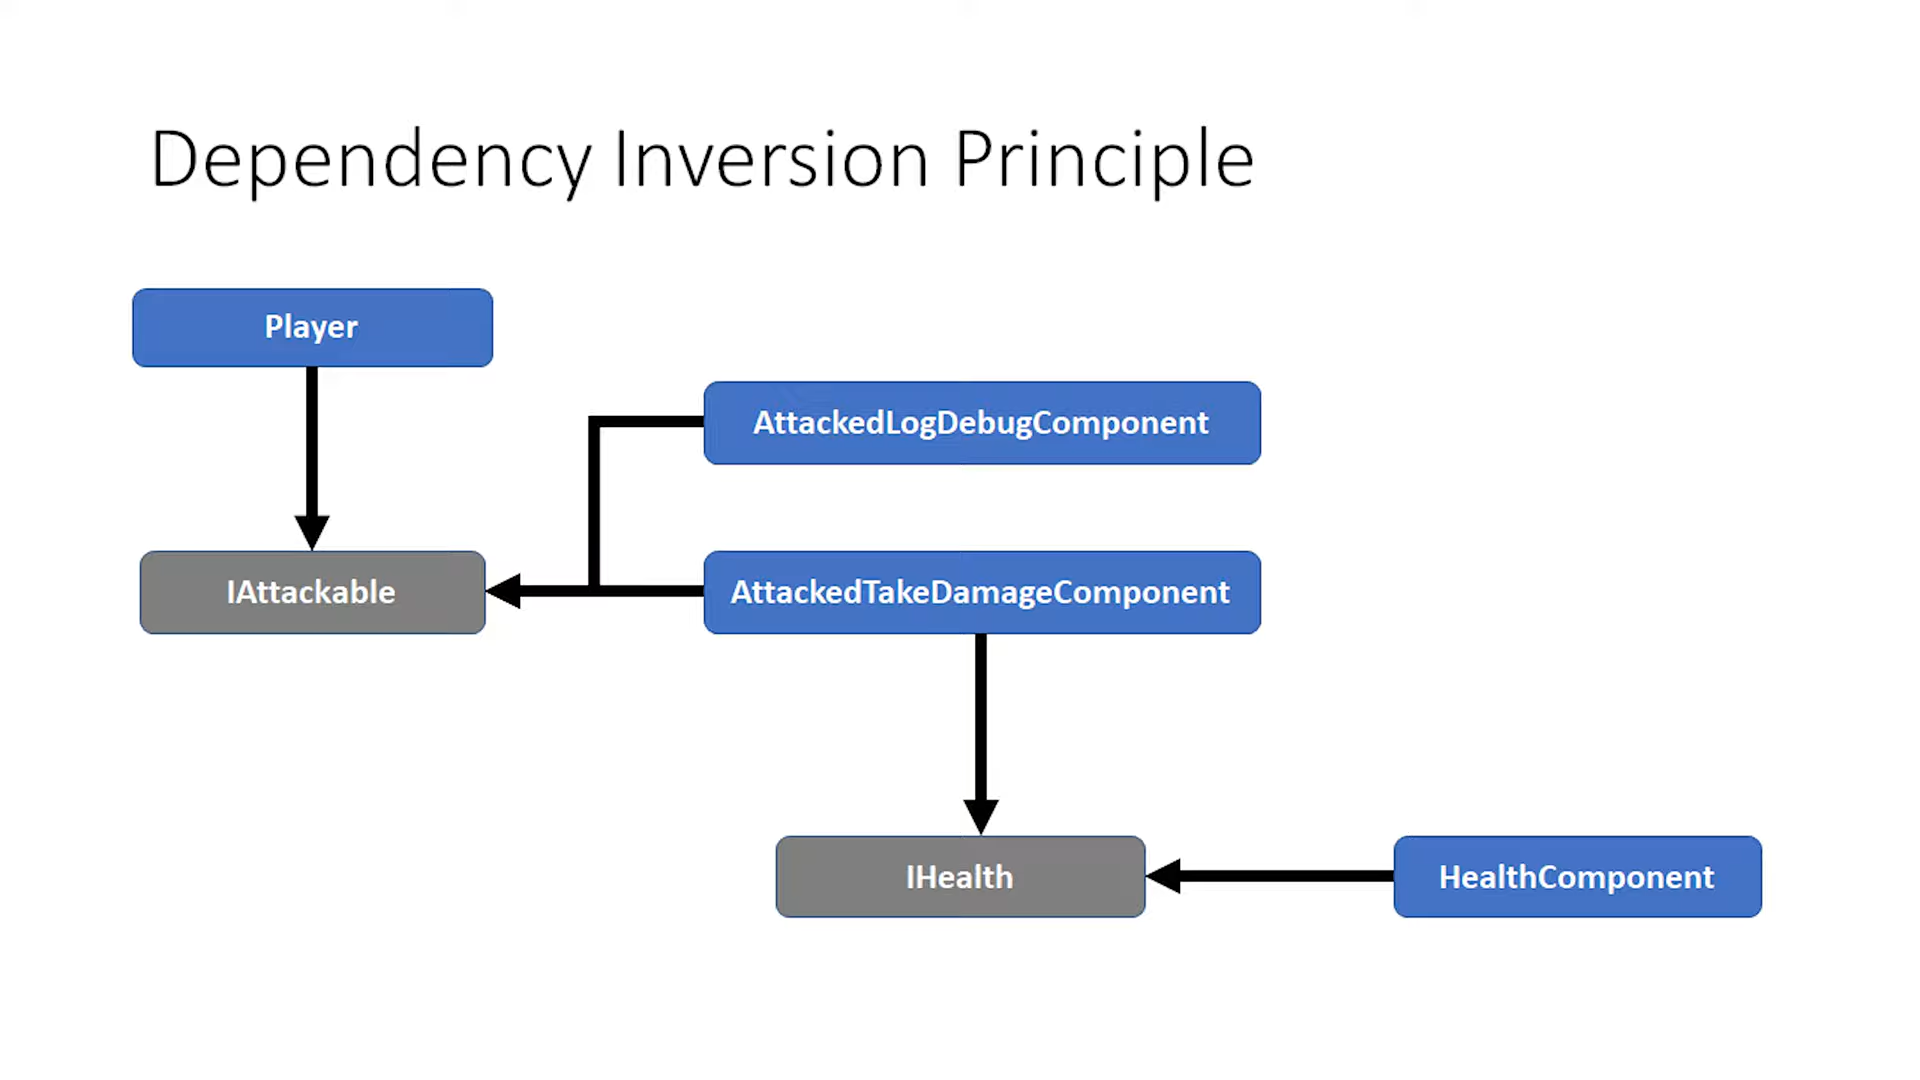 Dependency Inversion Principle
Player
AttackedLogDebugComponent
IAttackable
AttackedTakeDamageComponent
IHealth
HealthComponent